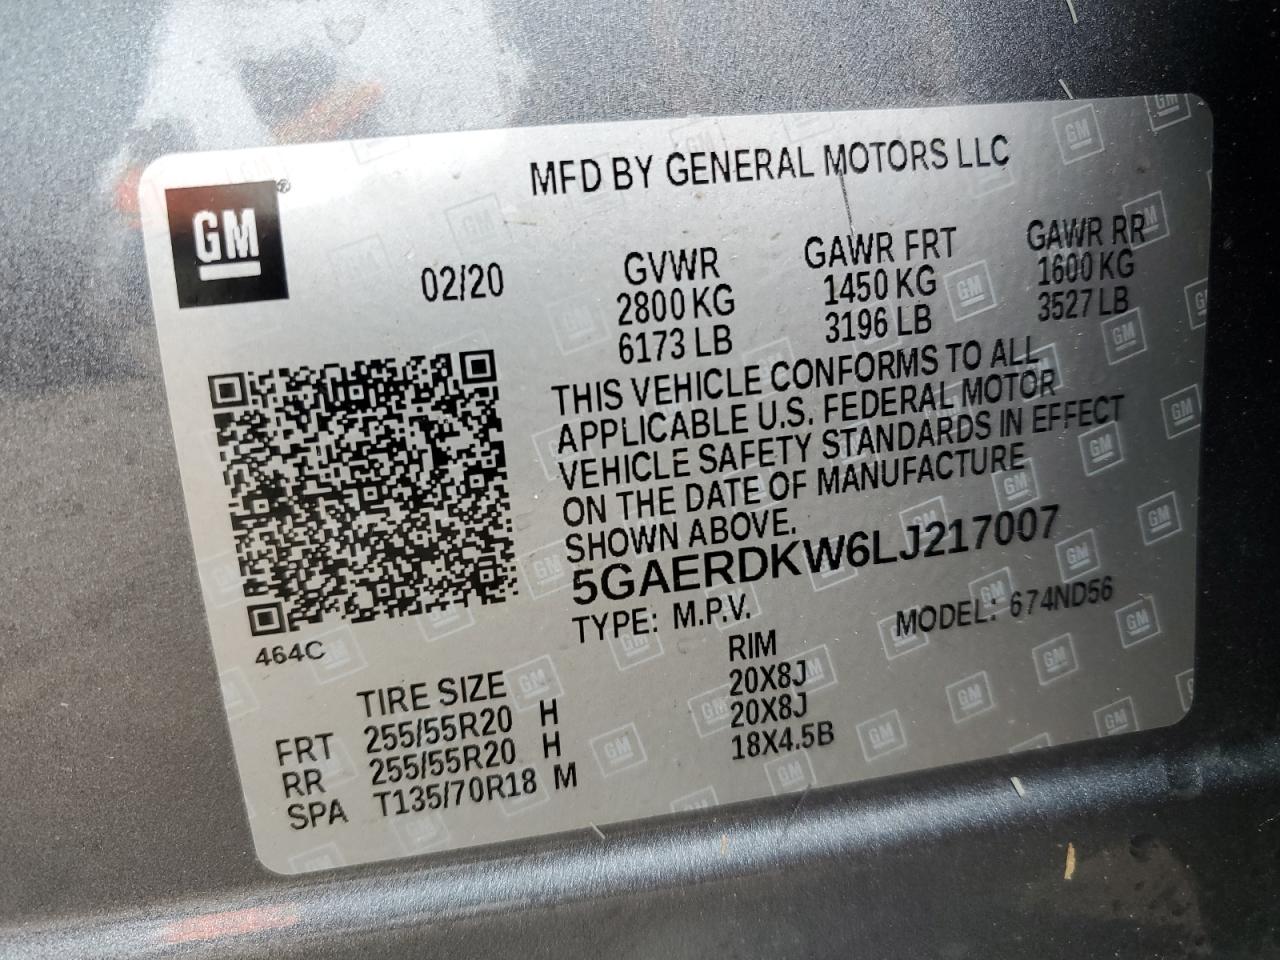 MFD BY GENERAL MOTORS LLC
GM®
02/20
GVWR
2800 KG
6173 LB
GAWR FRT
1450 KG
3196 LB
GAWR RR
1600 KG
3527 LB
THIS VEHICLE CONFORMS TO ALL
APPLICABLE U.S. FEDERAL MOTOR
VEHICLE SAFETY STANDARDS IN EFFECT
ON THE DATE OF MANUFACTURE
SHOWN ABOVE.
5GAERDKW6LJ217007
TYPE: M.P.V. MODEL: 674ND56
464C
TIRE SIZE RIM
FRT 255/55R20 H 20X8J
RR 255/55R20 H 20X8J
SPA T135/70R18 M 18X4.5B